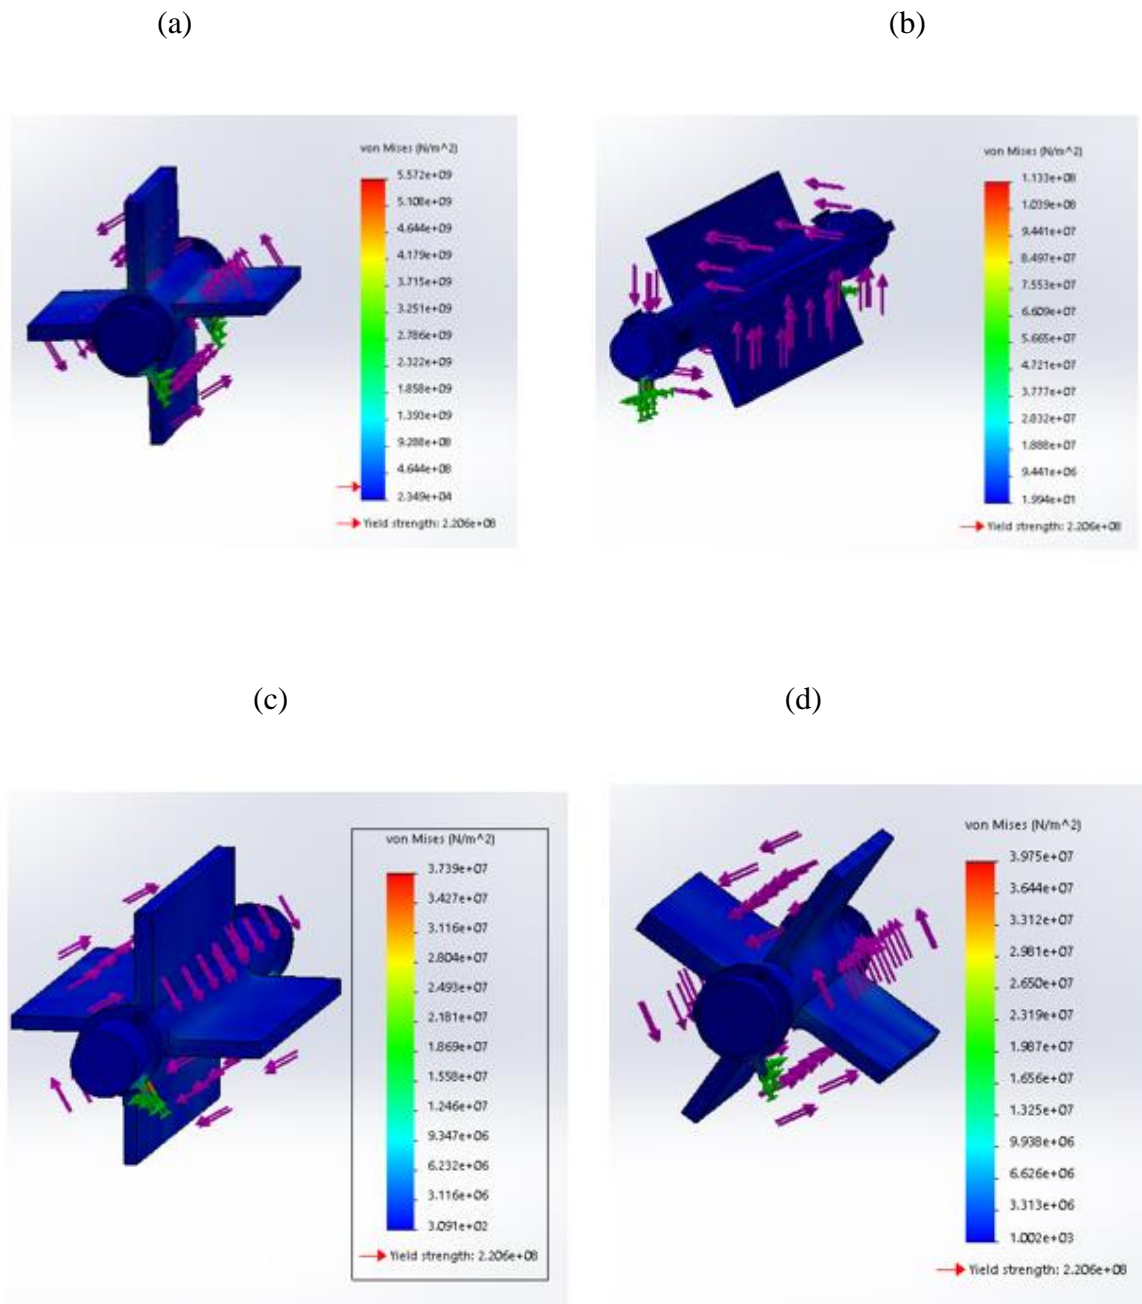 (a)
(b)
von Mises (N/m^2)
5.572e+09
5.108e+09
4.644e+09
4.179e+09
3.715e+09
3.251e+09
2.786e+09
2.322e+09
1.858e+09
1.393e+09
9.288e+08
4.644e+08
2.349e+04
Yield strength: 2.206e+08
von Mises (N/m^2)
1.133e+08
1.039e+08
9.441e+07
8.497e+07
7.553e+07
6.609e+07
5.665e+07
4.721e+07
3.777e+07
2.832e+07
1.888e+07
9.441e+06
1.994e+01
Yield strength: 2.206e+08
(c)
(d)
von Mises (N/m^2)
3.739e+07
3.427e+07
3.116e+07
2.804e+07
2.493e+07
2.181e+07
1.869e+07
1.558e+07
1.246e+07
9.347e+06
6.232e+06
3.116e+06
3.091e+02
Yield strength: 2.206e+08
von Mises (N/m^2)
3.975e+07
3.644e+07
3.312e+07
2.981e+07
2.650e+07
2.319e+07
1.987e+07
1.656e+07
1.325e+07
9.938e+06
6.626e+06
3.313e+06
1.002e+03
Yield strength: 2.206e+08